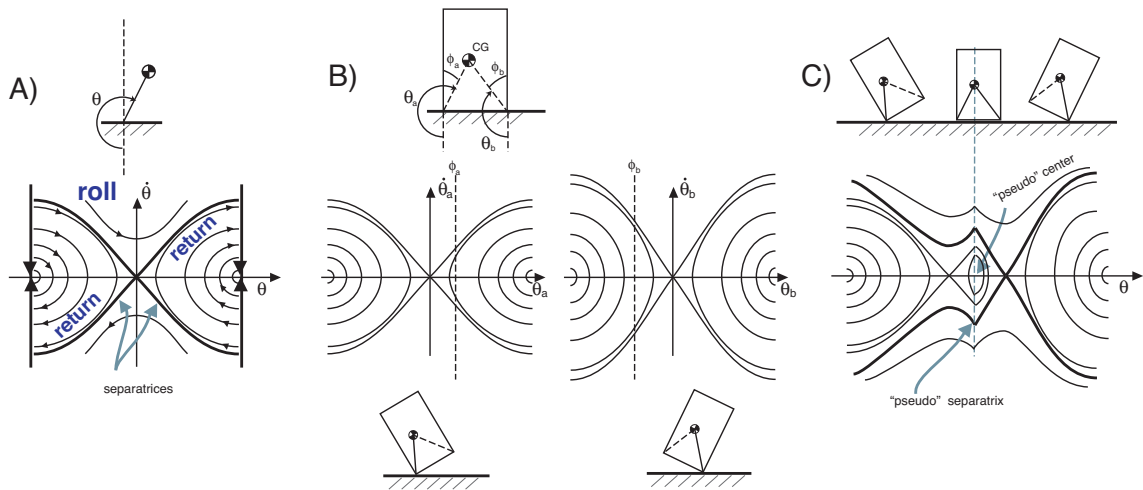 A)
θ
roll
θ̇
return
return
θ
separatrices
B)
CG
ϕa
ϕb
θa
θb
ϕa
θ̇a
θa
ϕb
θ̇b
θb
C)
"pseudo" center
θ
"pseudo" separatrix